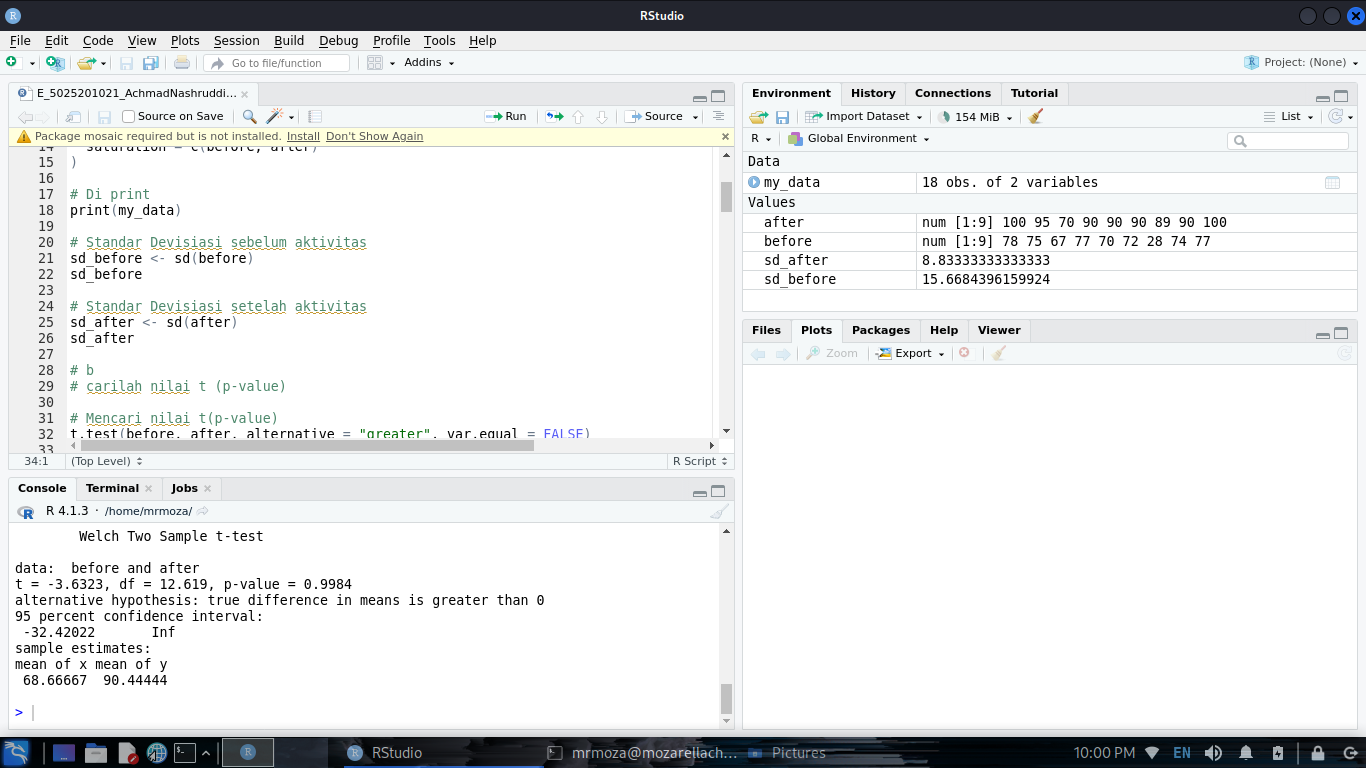 RStudio
File Edit Code View Plots Session Build Debug Profile Tools Help
Go to file/function Addins Project: (None)
E_5025201021_AchmadNashruddi...
Source on Save Run Source
Package mosaic required but is not installed. Install Don't Show Again
14 saturation = c(before, after)
15 )
16
17 # Di print
18 print(my_data)
19
20 # Standar Devisiasi sebelum aktivitas
21 sd_before <- sd(before)
22 sd_before
23
24 # Standar Devisiasi setelah aktivitas
25 sd_after <- sd(after)
26 sd_after
27
28 # b
29 # carilah nilai t (p-value)
30
31 # Mencari nilai t(p-value)
32 t.test(before, after, alternative = "greater", var.equal = FALSE)
33
34:1 (Top Level) R Script
Console Terminal Jobs
R 4.1.3 · /home/mrmoza/
Welch Two Sample t-test
data:  before and after
t = -3.6323, df = 12.619, p-value = 0.9984
alternative hypothesis: true difference in means is greater than 0
95 percent confidence interval:
-32.42022       Inf
sample estimates:
mean of x mean of y
68.66667  90.44444
>
Environment History Connections Tutorial
Import Dataset 154 MiB List
R Global Environment
Data
my_data 18 obs. of 2 variables
Values
after num [1:9] 100 95 70 90 90 90 89 90 100
before num [1:9] 78 75 67 77 70 72 28 74 77
sd_after 8.83333333333333
sd_before 15.6684396159924
Files Plots Packages Help Viewer
Zoom Export
RStudio mrmoza@mozarellach... Pictures 10:00 PM EN